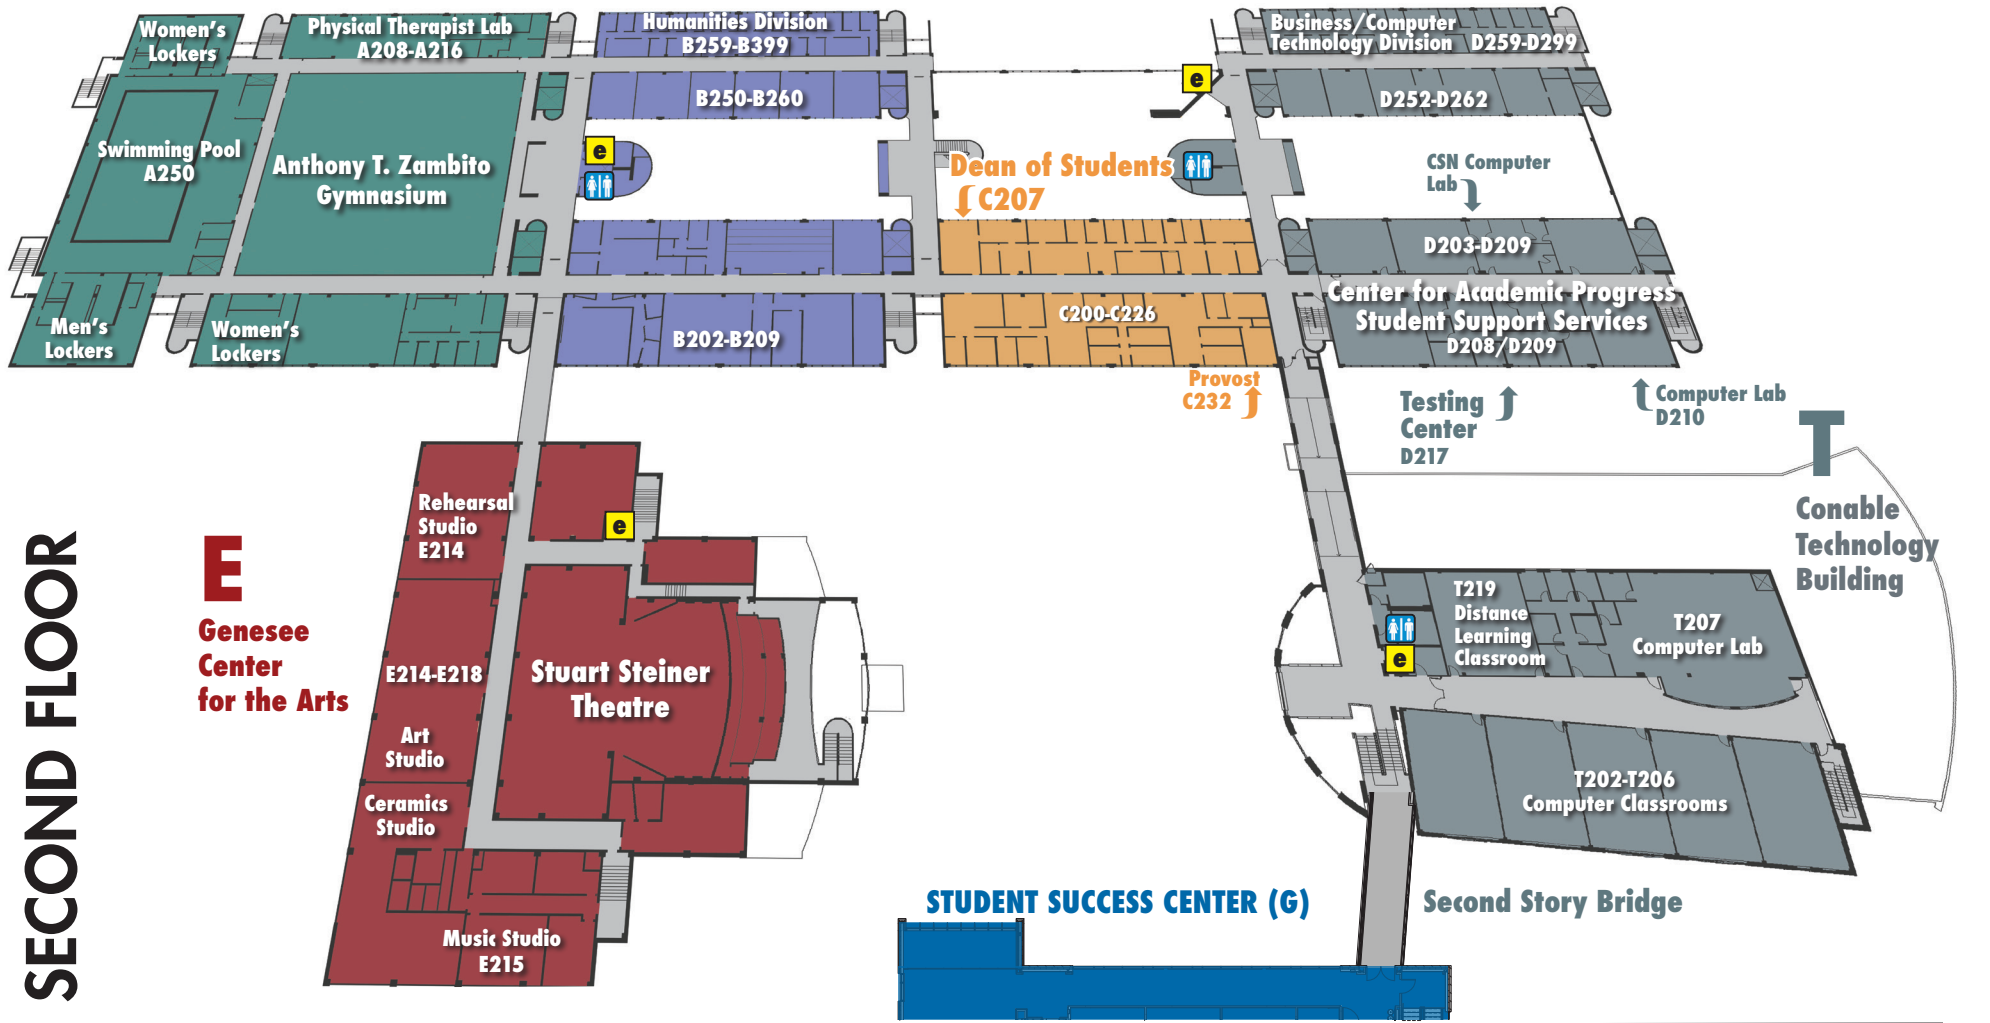 Women's
Lockers
Physical Therapist Lab
A208-A216
Humanities Division
B259-B399
Business/Computer
Technology Division D259-D299
e
B250-B260
D252-D262
Swimming Pool
A250
Anthony T. Zambito
Gymnasium
e
Dean of Students
C207
CSN Computer
Lab
D203-D209
Men's
Lockers
Women's
Lockers
B202-B209
C200-C226
Center for Academic Progress
Student Support Services
D208/D209
Provost
C232
Testing
Center
D217
Computer Lab
D210
T
Conable
Technology
Building
SECOND FLOOR
E
Genesee
Center
for the Arts
Rehearsal
Studio
E214
e
E214-E218
Art
Studio
Stuart Steiner
Theatre
Ceramics
Studio
Music Studio
E215
T219
Distance
Learning
Classroom
e
T207
Computer Lab
T202-T206
Computer Classrooms
STUDENT SUCCESS CENTER (G)
Second Story Bridge